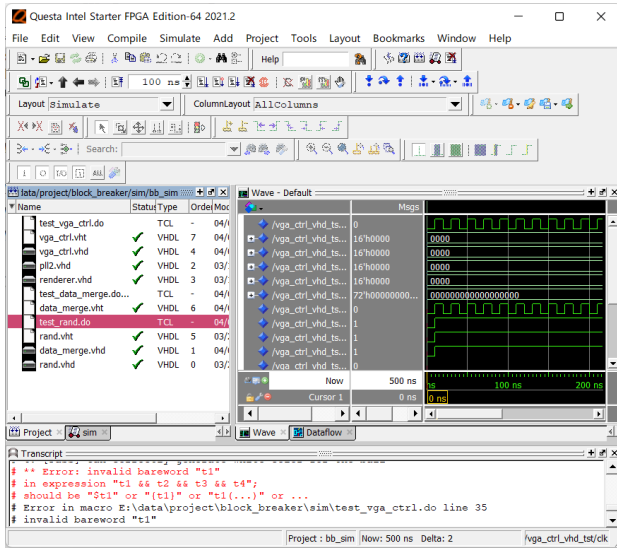 Questa Intel Starter FPGA Edition-64 2021.2
File Edit View Compile Simulate Add Project Tools Layout Bookmarks Window Help
Help
100 ns
Layout Simulate
ColumnLayout AllColumns
Search:
/data/project/block_breaker/sim/bb_sim
Name Status Type Order Mod
test_vga_ctrl.do TCL - 04/
vga_ctrl.vht VHDL 7 04/
vga_ctrl.vhd VHDL 4 04/
pll2.vhd VHDL 2 03/
renderer.vhd VHDL 3 03/
test_data_merge.do... TCL - 04/
data_merge.vht VHDL 6 04/
test_rand.do TCL - 04/
rand.vht VHDL 5 03/
data_merge.vhd VHDL 1 04/
rand.vhd VHDL 0 03/
Project sim
Wave - Default
Msgs
/vga_ctrl_vhd_ts... 0
/vga_ctrl_vhd_ts... 16'h0000 0000
/vga_ctrl_vhd_ts... 16'h0000 0000
/vga_ctrl_vhd_ts... 16'h0000 0000
/vga_ctrl_vhd_ts... 16'h0000 0000
/vga_ctrl_vhd_ts... 72'h00000000... 000000000000000000
/vga_ctrl_vhd_ts... 0
/vga_ctrl_vhd_ts... 1
/vga_ctrl_vhd_ts... 1
/vga_ctrl_vhd_ts... 1
Now 500 ns ns 100 ns 200 ns
Cursor 1 0 ns 0 ns
Wave Dataflow
Transcript
# ** Error: invalid bareword "t1"
# in expression "t1 && t2 && t3 && t4";
# should be "$t1" or "{t1}" or "t1(...)" or ...
# Error in macro E:\data\project\block_breaker\sim\test_vga_ctrl.do line 35
# invalid bareword "t1"
Project : bb_sim Now: 500 ns Delta: 2 /vga_ctrl_vhd_tst/clk